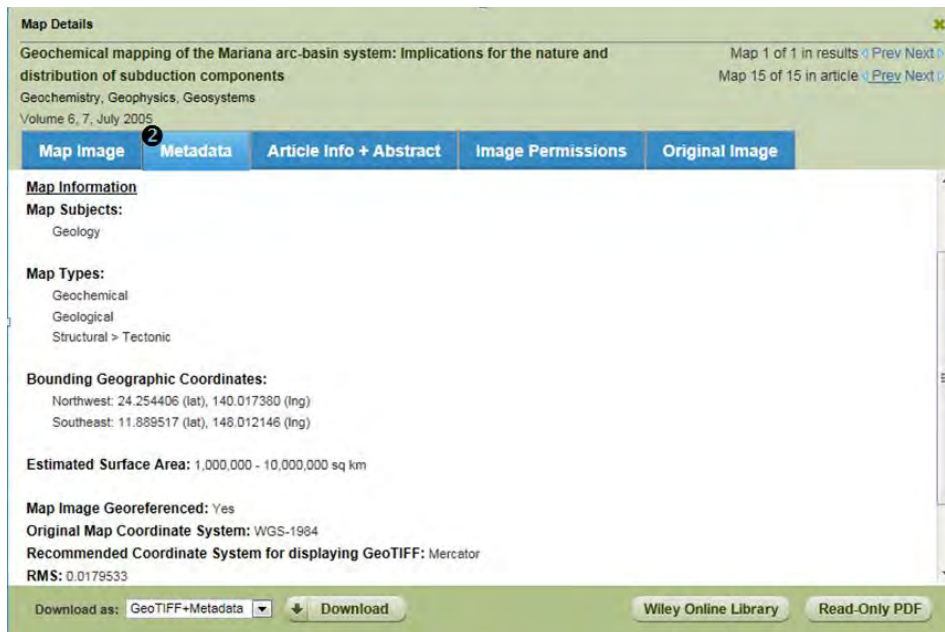 Map Details
Geochemical mapping of the Mariana arc-basin system: Implications for the nature and
distribution of subduction components
Geochemistry, Geophysics, Geosystems
Volume 6, 7, July 2005
Map 1 of 1 in results Prev Next
Map 15 of 15 in article Prev Next
2
Map Image Metadata Article Info + Abstract Image Permissions Original Image
Map Information
Map Subjects:
Geology
Map Types:
Geochemical
Geological
Structural > Tectonic
Bounding Geographic Coordinates:
Northwest: 24.254406 (lat), 140.017380 (lng)
Southeast: 11.889517 (lat), 148.012146 (lng)
Estimated Surface Area: 1,000,000 - 10,000,000 sq km
Map Image Georeferenced: Yes
Original Map Coordinate System: WGS-1984
Recommended Coordinate System for displaying GeoTIFF: Mercator
RMS: 0.0179533
Download as: GeoTIFF+Metadata Download Wiley Online Library Read-Only PDF